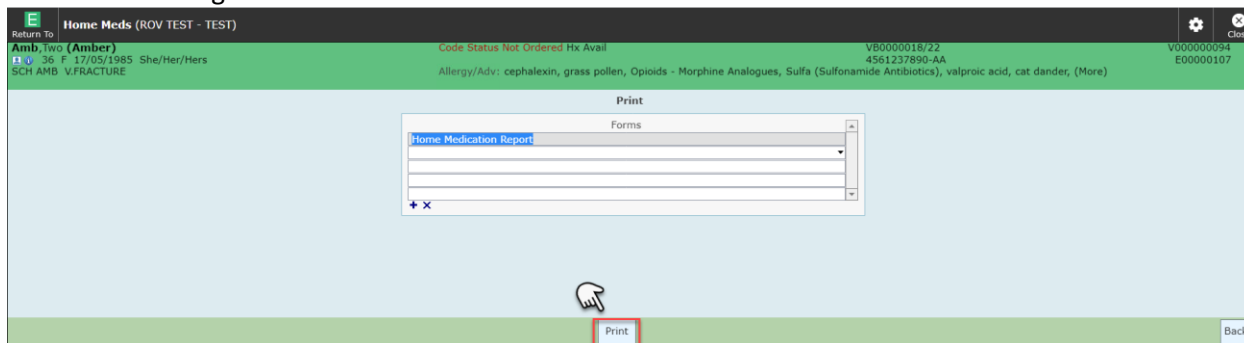 E
Return To
Home Meds (ROV TEST - TEST)
Clos
Amb,Two (Amber)
Code Status Not Ordered Hx Avail
VB0000018/22
V000000094
36 F 17/05/1985 She/Her/Hers
4561237890-AA
E00000107
SCH AMB V.FRACTURE
Allergy/Adv: cephalexin, grass pollen, Opioids - Morphine Analogues, Sulfa (Sulfonamide Antibiotics), valproic acid, cat dander, (More)
Print
Forms
Home Medication Report
Print
Back